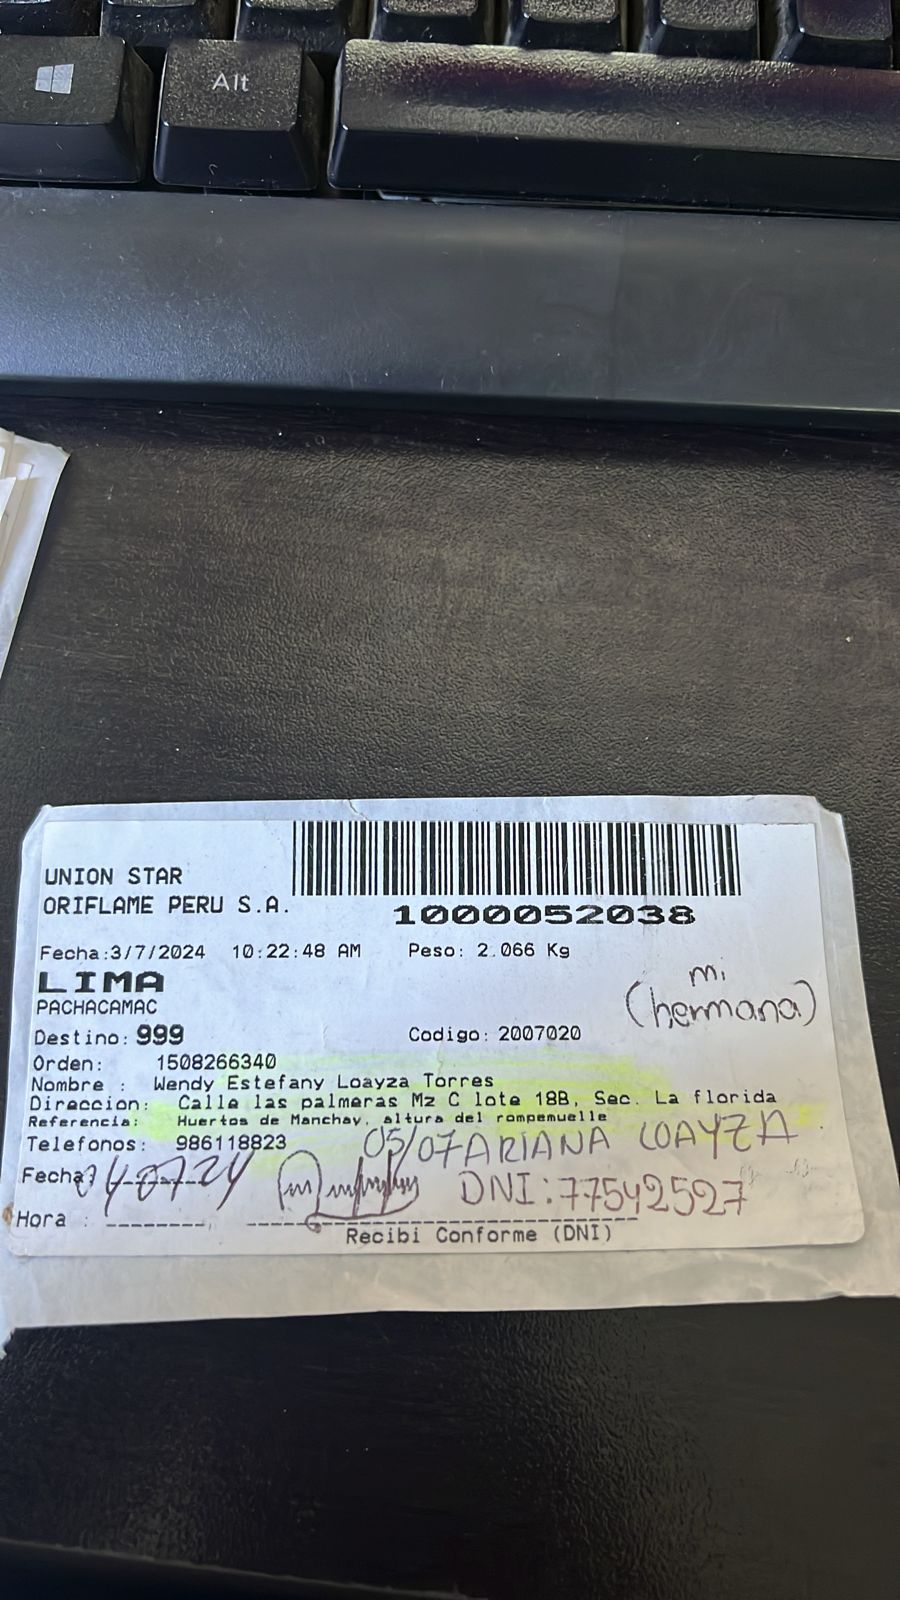 Alt
UNION STAR
ORIFLAME PERU S.A.
1000052038
Fecha:3/7/2024 10:22:48 AM Peso: 2.066 Kg
LIMA
PACHACAMAC
mi
(hermana)
Destino: 999 Codigo: 2007020
Orden: 1508266340
Nombre : Wendy Estefany Loayza Torres
Direccion: Calle las palmeras Mz C lote 18B, Sec. La florida
Referencia: Huertos de Manchay, altura del rompemuelle
Telefonos: 986118823 05/07 ARIANA LOAYZA
Fecha: DNI:77542527
Hora : ________, ______________________________
Recibi Conforme (DNI)